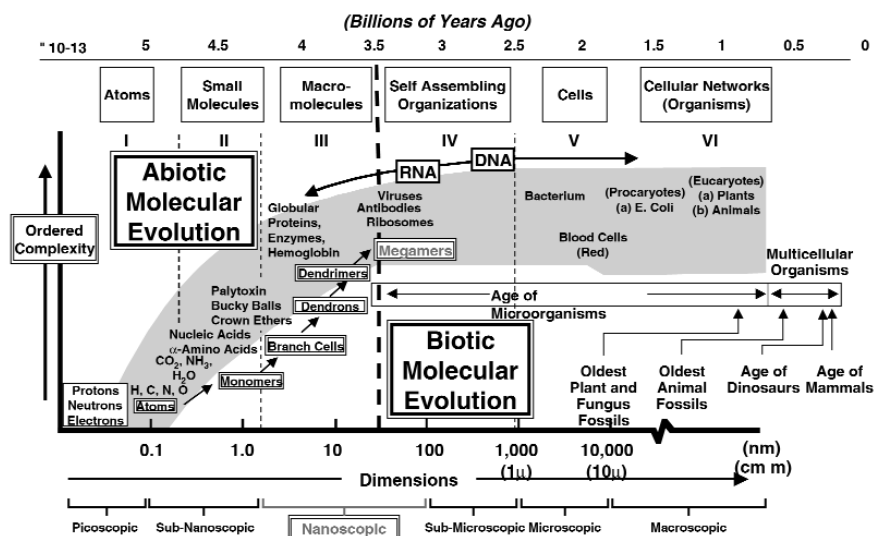 (Billions of Years Ago)
" 10-13 5 4.5 4 3.5 3 2.5 2 1.5 1 0.5 0
Atoms
Small
Molecules
Macro-
molecules
Self Assembling
Organizations
Cells
Cellular Networks
(Organisms)
I II III IV V VI
Abiotic
Molecular
Evolution
RNA
DNA
Ordered
Complexity
Globular
Proteins,
Enzymes,
Hemoglobin
Viruses
Antibodies
Ribosomes
Bacterium
(Procaryotes)
(a) E. Coli
(Eucaryotes)
(a) Plants
(b) Animals
Blood Cells
(Red)
Megamers
Dendrimers
Dendrons
Branch Cells
Monomers
Atoms
Palytoxin
Bucky Balls
Crown Ethers
Nucleic Acids
α-Amino Acids
CO2, NH3,
H2O
H, C, N, O
Protons
Neutrons
Electrons
Multicellular
Organisms
Age of
Microorganisms
Biotic
Molecular
Evolution
Oldest
Plant and
Fungus
Fossils
Oldest
Animal
Fossils
Age of
Dinosaurs
Age of
Mammals
0.1 1.0 10 100 1,000 10,000 (nm)
(1μ) (10μ) (cm m)
Dimensions
Picoscopic Sub-Nanoscopic Nanoscopic Sub-Microscopic Microscopic Macroscopic